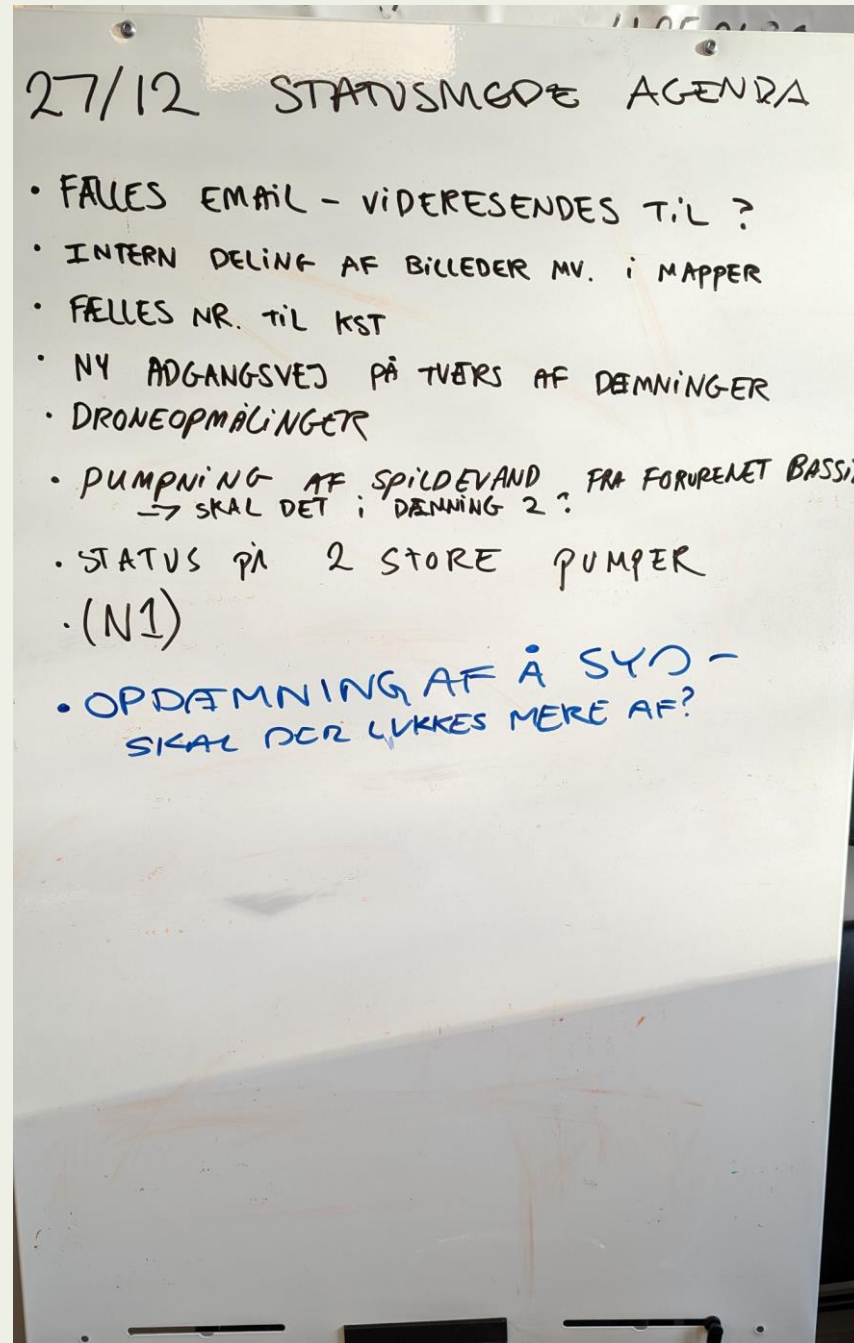 27/12 STATUSMØDE AGENDA
• FÆLLES EMAIL - VIDERESENDES TIL ?
• INTERN DELING AF BILLEDER MV. i MAPPER
• FÆLLES NR. TIL KST
• NY ADGANGSVEJ PÅ TVÆRS AF DÆMNINGER
• DRONEOPMÅLINGER
• PUMPNING AF SPILDEVAND FRA FORURENET BASSI
→ SKAL DET i DÆMNING 2 ?
• STATUS PÅ 2 STORE PUMPER
• (N1)
• OPDÆMNING AF Å SYD -
SKAL DER LUKKES MERE AF?